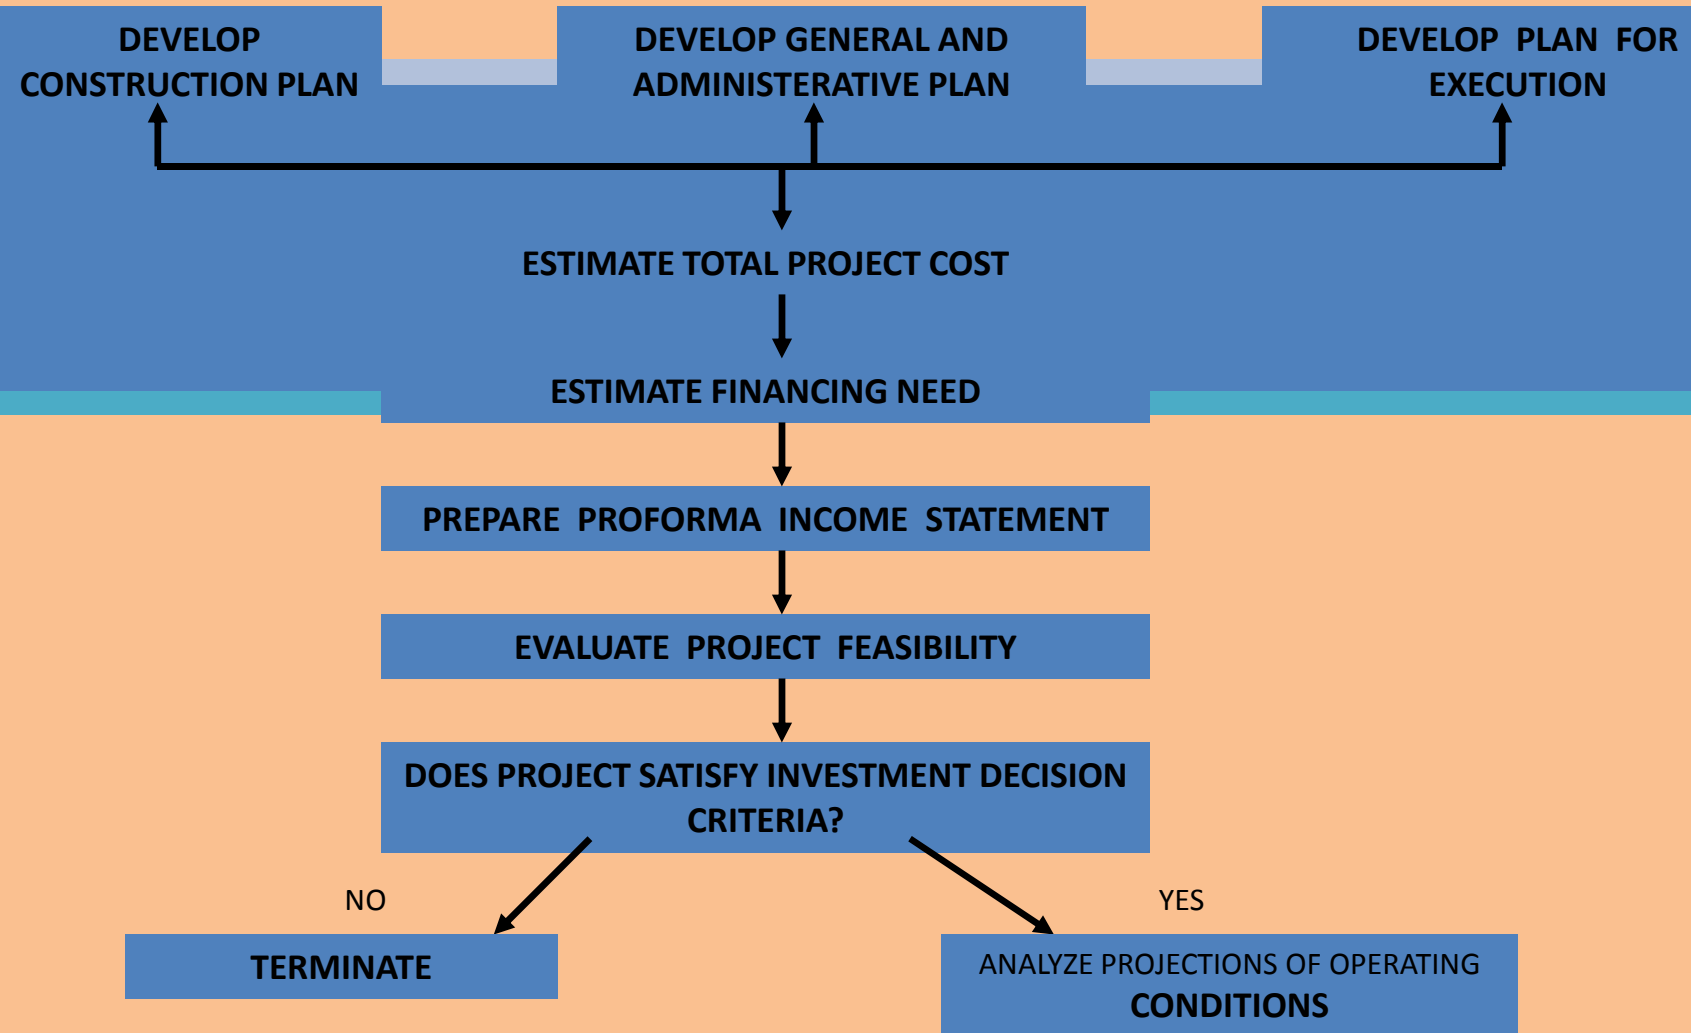 DEVELOP
CONSTRUCTION PLAN
DEVELOP GENERAL AND
ADMINISTERATIVE PLAN
DEVELOP PLAN FOR
EXECUTION
ESTIMATE TOTAL PROJECT COST
ESTIMATE FINANCING NEED
PREPARE PROFORMA INCOME STATEMENT
EVALUATE PROJECT FEASIBILITY
DOES PROJECT SATISFY INVESTMENT DECISION
CRITERIA?
NO
YES
TERMINATE
ANALYZE PROJECTIONS OF OPERATING
CONDITIONS